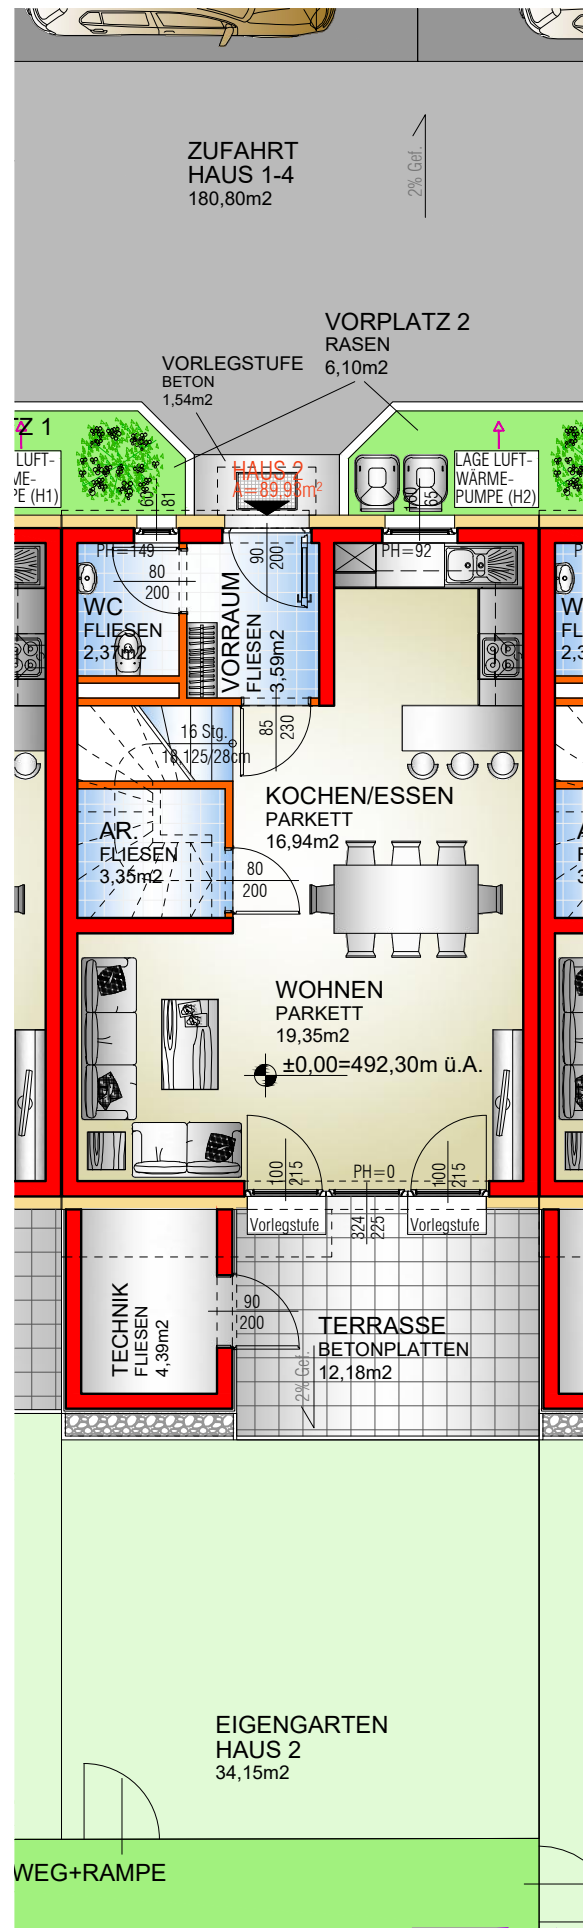 ZUFAHRT
HAUS 1-4
180,80m2
2% Gef.
VORPLATZ 2
RASEN
6,10m2
VORLEGSTUFE
BETON
1,54m2
Z 1
LUFT-
ME-
PE (H1)
HAUS 2
A=89,93m²
LAGE LUFT-
WÄRME-
PUMPE (H2)
60
81
90
200
65
PH=149
PH=92
80
200
WC
FLIESEN
2,37m2
VORRAUM
FLIESEN
3,59m2
16 Stg.
18.125/28cm
85
230
KOCHEN/ESSEN
PARKETT
16,94m2
AR.
FLIESEN
3,35m2
80
200
WOHNEN
PARKETT
19,35m2
±0,00=492,30m ü.A.
100
215
PH=0
100
215
Vorlegstufe
324
225
Vorlegstufe
TECHNIK
FLIESEN
4,39m2
90
200
TERRASSE
BETONPLATTEN
12,18m2
2% Gef.
EIGENGARTEN
HAUS 2
34,15m2
WEG+RAMPE